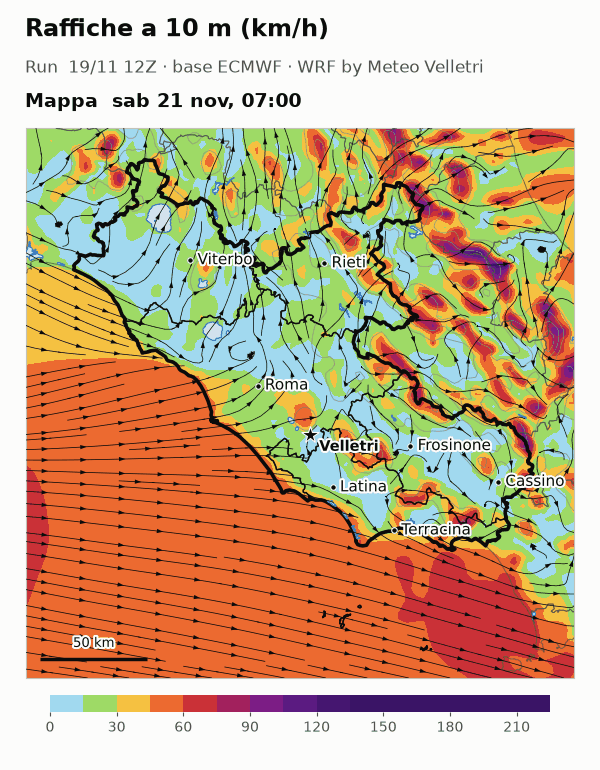 Raffiche a 10 m (km/h)
Run  19/11 12Z · base ECMWF · WRF by Meteo Velletri
Mappa  sab 21 nov, 07:00
Viterbo
Rieti
Roma
Velletri
Frosinone
Cassino
Latina
Terracina
50 km
0 30 60 90 120 150 180 210